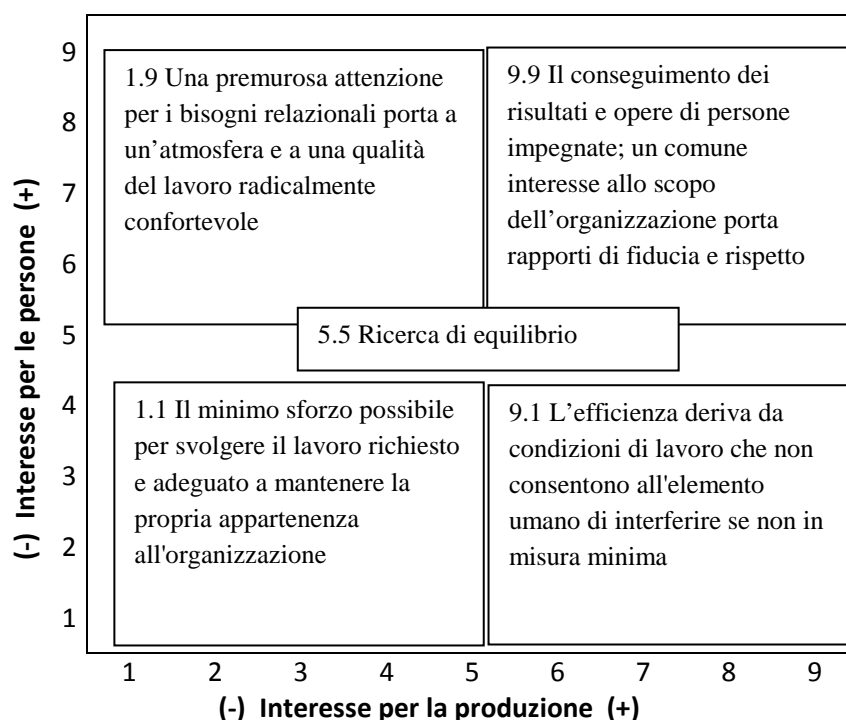 9
8
7
6
5
4
3
2
1
(-) Interesse per le persone (+)
1.9 Una premurosa attenzione
per i bisogni relazionali porta a
un’atmosfera e a una qualità
del lavoro radicalmente
confortevole
9.9 Il conseguimento dei
risultati e opere di persone
impegnate; un comune
interesse allo scopo
dell’organizzazione porta
rapporti di fiducia e rispetto
5.5 Ricerca di equilibrio
1.1 Il minimo sforzo possibile
per svolgere il lavoro richiesto
e adeguato a mantenere la
propria appartenenza
all'organizzazione
9.1 L’efficienza deriva da
condizioni di lavoro che non
consentono all'elemento
umano di interferire se non in
misura minima
1 2 3 4 5 6 7 8 9
(-) Interesse per la produzione (+)